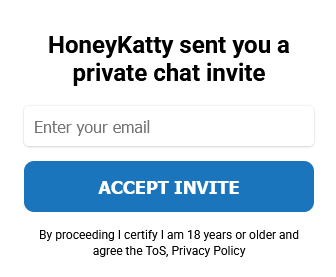 HoneyKatty sent you a
private chat invite
Enter your email
ACCEPT INVITE
By proceeding I certify I am 18 years or older and
agree the ToS, Privacy Policy